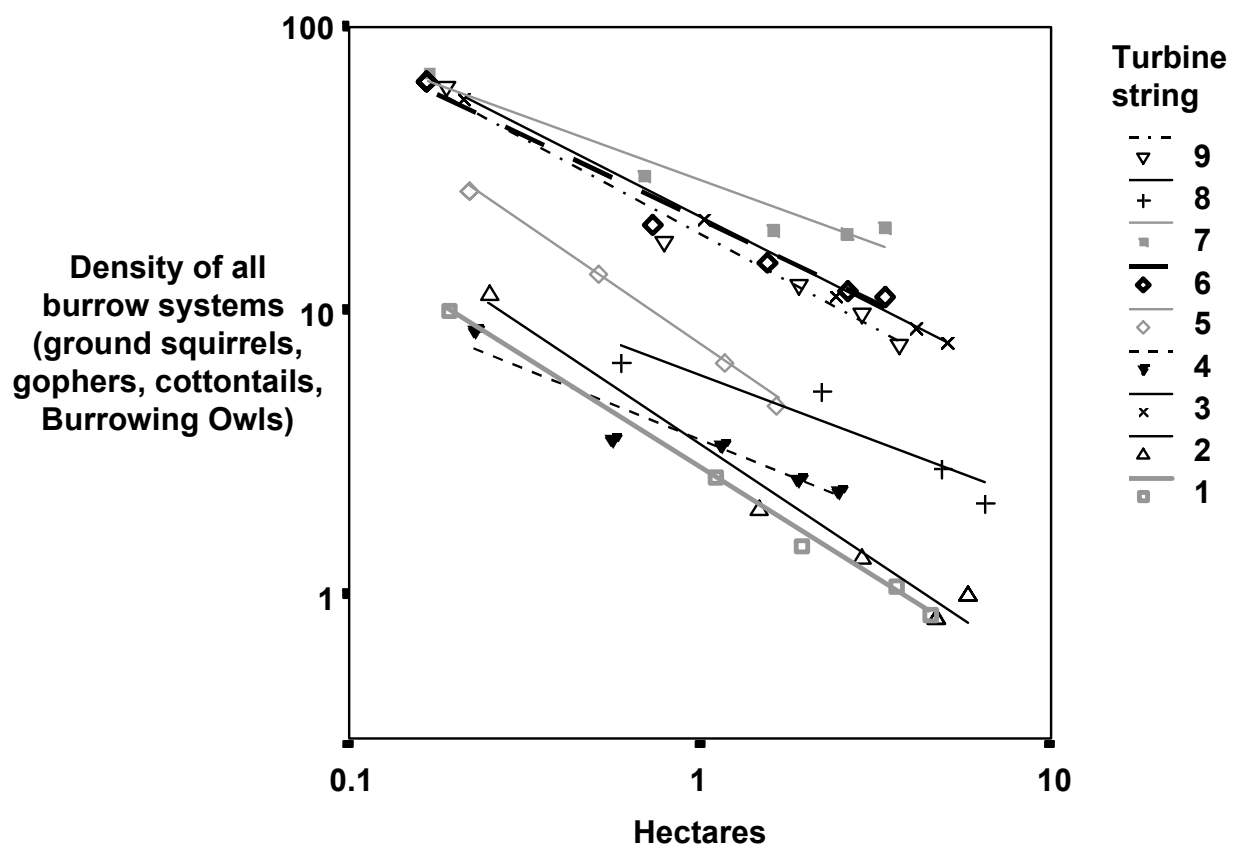 100
10
1
0.1
1
10
Hectares
Density of all
burrow systems
(ground squirrels,
gophers, cottontails,
Burrowing Owls)
Turbine
string
9
8
7
6
5
4
3
2
1